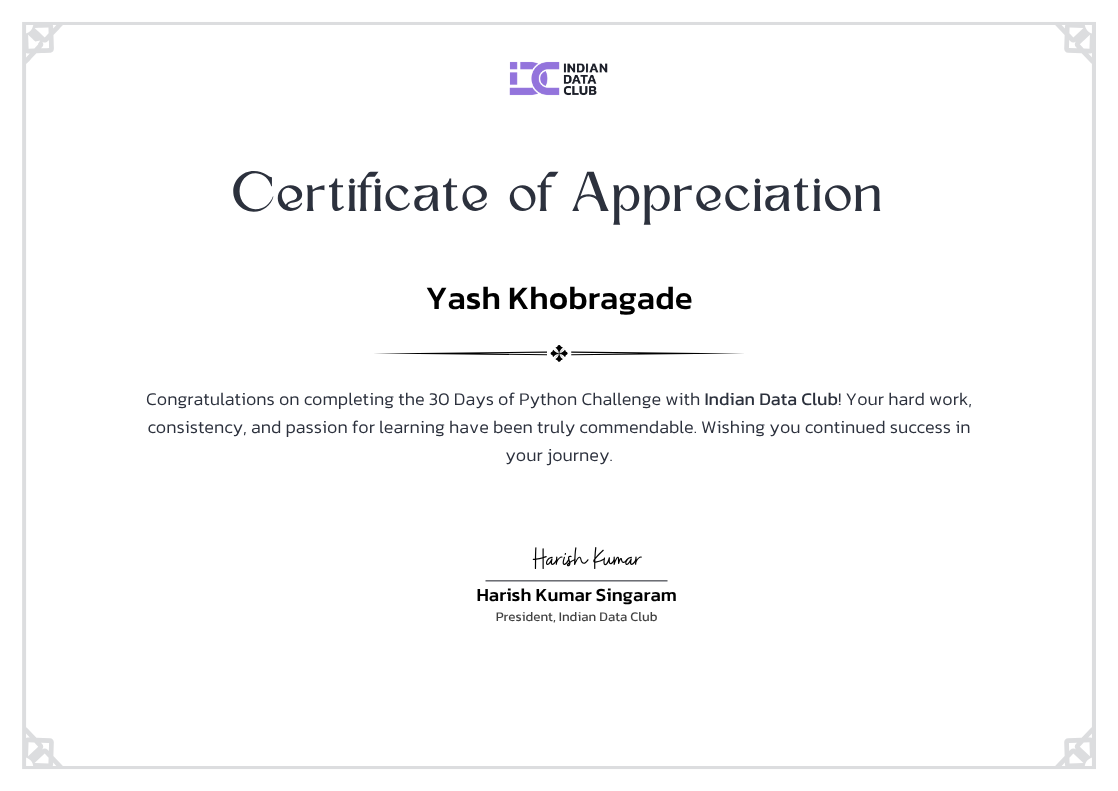 INDIAN
DATA
CLUB
Certificate of Appreciation
Yash Khobragade
Congratulations on completing the 30 Days of Python Challenge with Indian Data Club! Your hard work,
consistency, and passion for learning have been truly commendable. Wishing you continued success in
your journey.
Harish Kumar
Harish Kumar Singaram
President, Indian Data Club